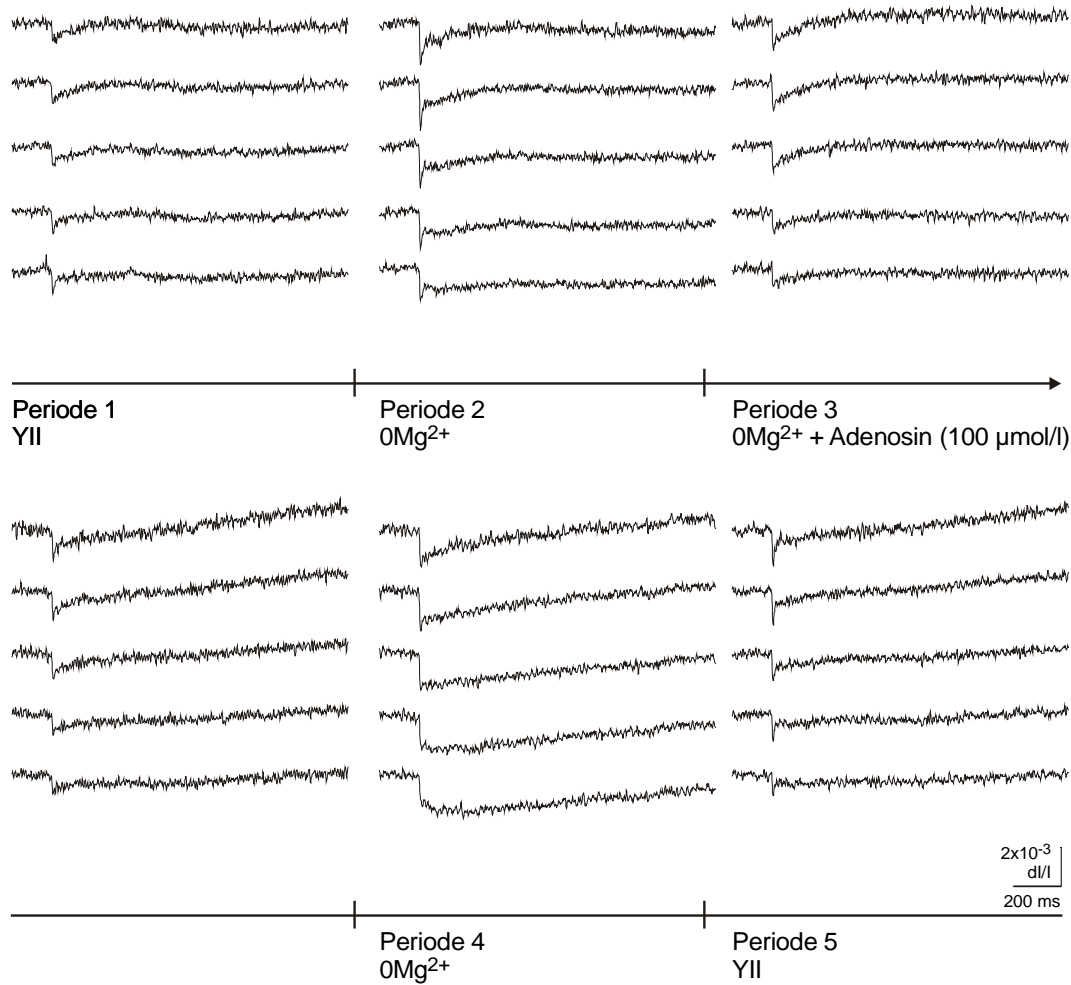 Periode 1
YII
Periode 2
0Mg²⁺
Periode 3
0Mg²⁺ + Adenosin (100 µmol/l)
2x10⁻³
dI/I
200 ms
Periode 4
0Mg²⁺
Periode 5
YII